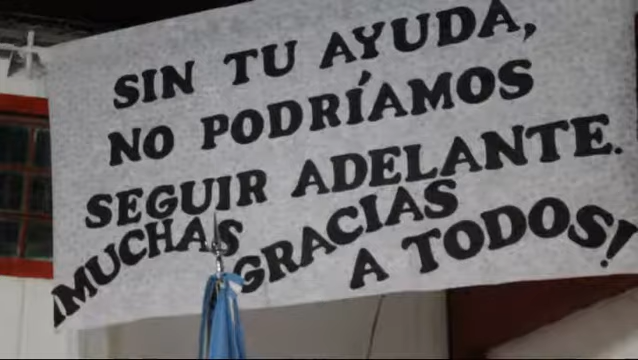 SIN TU AYUDA,
NO PODRÍAMOS
SEGUIR ADELANTE.
¡MUCHAS GRACIAS
A TODOS!